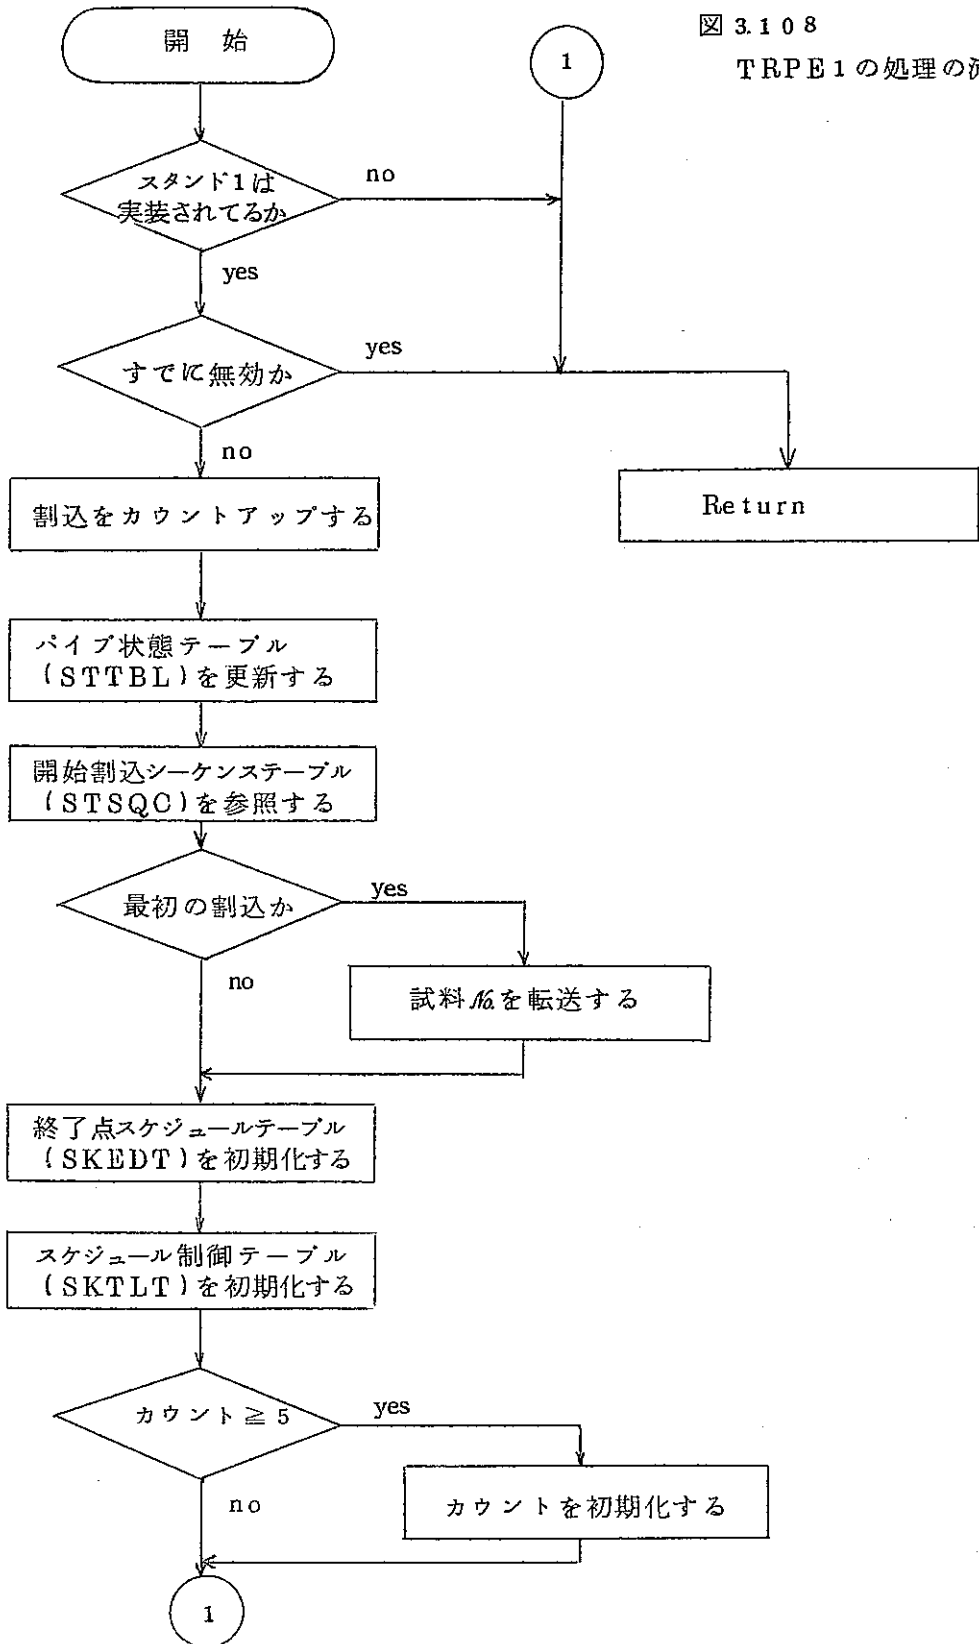 図 3.108
TRPE1の処理の
開 始
1
スタンド1は
実装されてるか
no
yes
すでに無効か
yes
no
割込をカウントアップする
Return
パイプ状態テーブル
(STTBL)を更新する
開始割込シーケンステーブル
(STSQC)を参照する
最初の割込か
yes
no
試料№を転送する
終了点スケジュールテーブル
(SKEDT)を初期化する
スケジュール制御テーブル
(SKTLT)を初期化する
カウント≧5
yes
no
カウントを初期化する
1